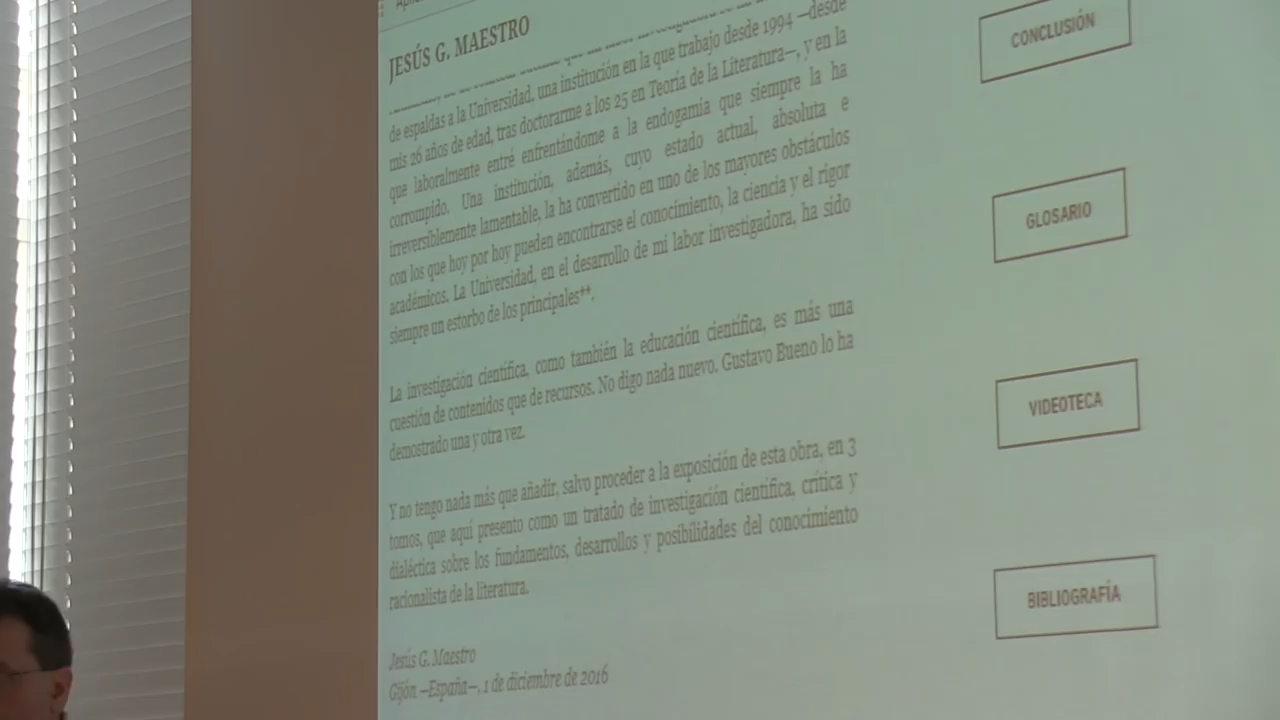 JESÚS G. MAESTRO
de espaldas a la Universidad, una institución en la que trabajo desde 1994 —desde
mis 26 años de edad, tras doctorarme a los 25 en Teoría de la Literatura—, y en la
que laboralmente entré enfrentándome a la endogamia que siempre la ha
corrompido. Una institución, además, cuyo estado actual, absoluta e
irreversiblemente lamentable, la ha convertido en uno de los mayores obstáculos
con los que hoy por hoy pueden encontrarse el conocimiento, la ciencia y el rigor
académicos. La Universidad, en el desarrollo de mi labor investigadora, ha sido
siempre un estorbo de los principales**.
La investigación científica, como también la educación científica, es más una
cuestión de contenidos que de recursos. No digo nada nuevo. Gustavo Bueno lo ha
demostrado una y otra vez.
Y no tengo nada más que añadir, salvo proceder a la exposición de esta obra, en 3
tomos, que aquí presento como un tratado de investigación científica, crítica y
dialéctica sobre los fundamentos, desarrollos y posibilidades del conocimiento
racionalista de la literatura.
Jesús G. Maestro
Gijón —España—, 1 de diciembre de 2016
CONCLUSIÓN
GLOSARIO
VIDEOTECA
BIBLIOGRAFÍA